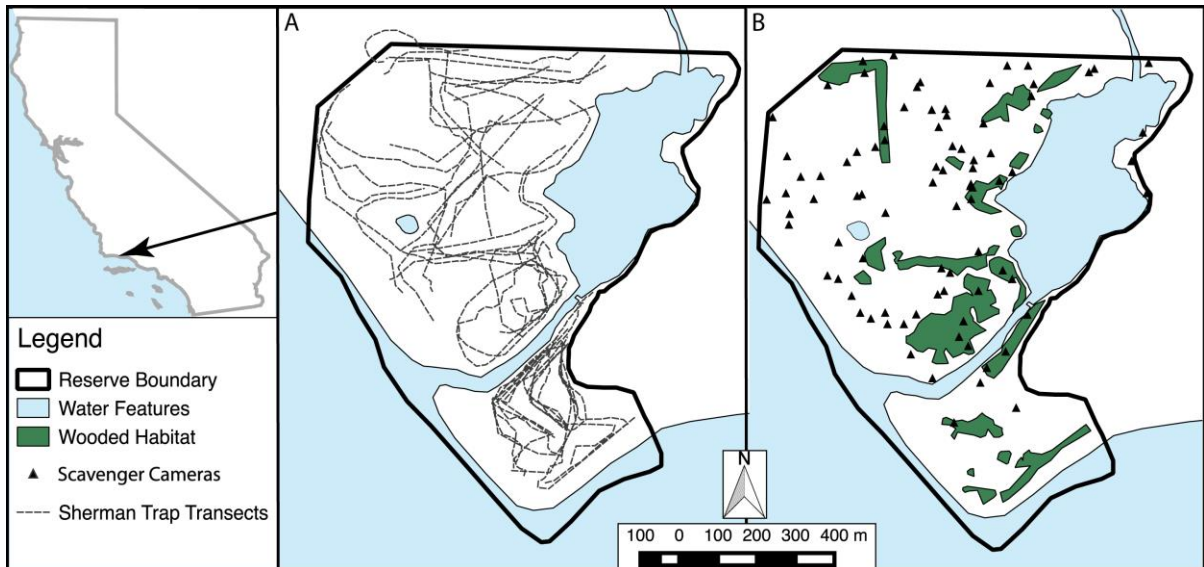 A
B
Legend
Reserve Boundary
Water Features
Wooded Habitat
Scavenger Cameras
Sherman Trap Transects
N
100 0 100 200 300 400 m